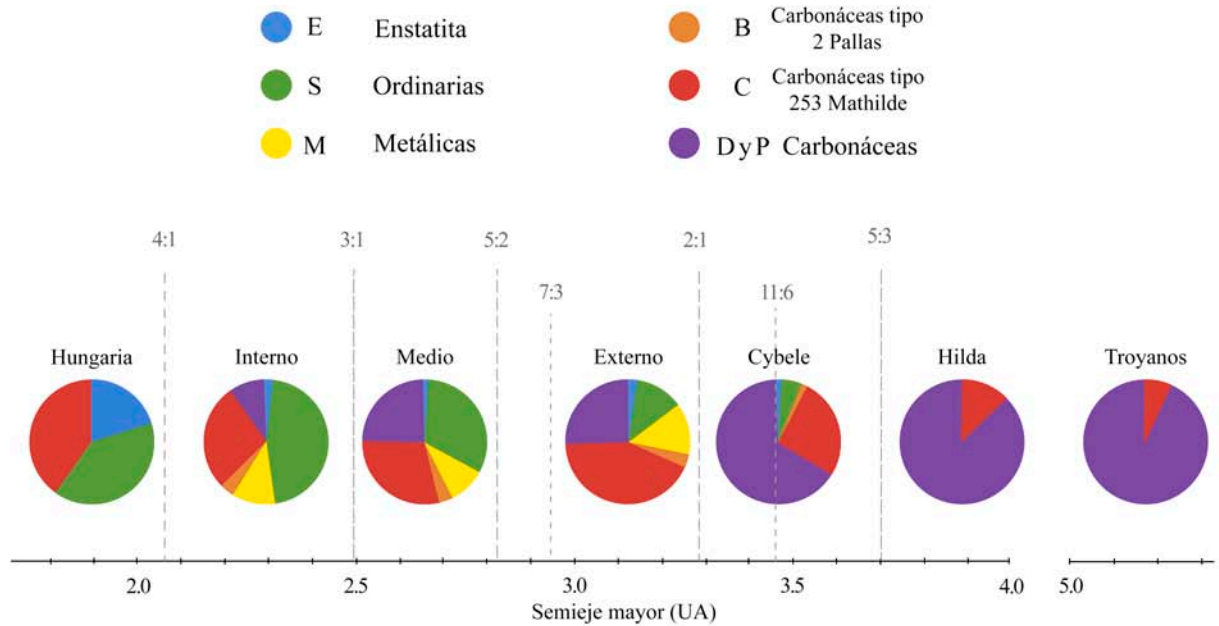 E Enstatita
S Ordinarias
M Metálicas
B Carbonáceas tipo
2 Pallas
C Carbonáceas tipo
253 Mathilde
D y P Carbonáceas
4:1 3:1 5:2 2:1 5:3
7:3 11:6
Hungaria Interno Medio Externo Cybele Hilda Troyanos
2.0 2.5 3.0 3.5 4.0 5.0
Semieje mayor (UA)